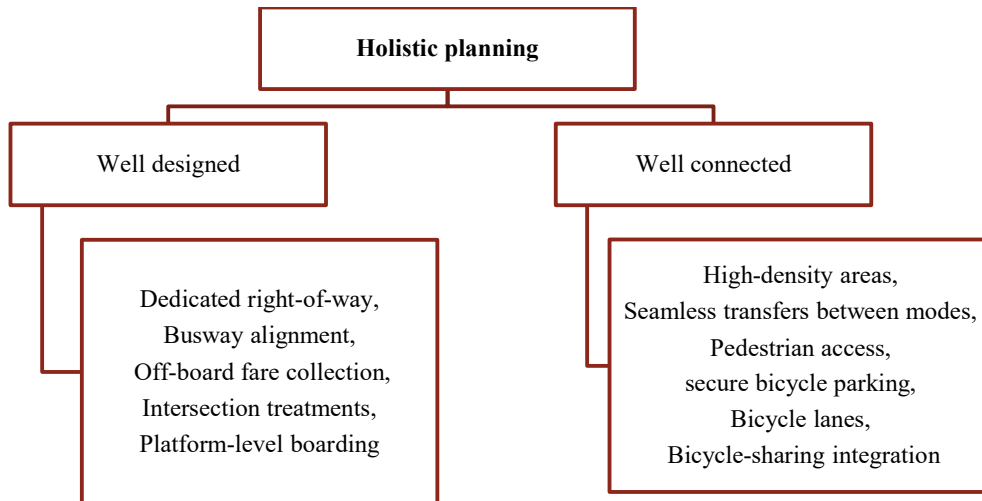 Holistic planning
Well designed
Well connected
Dedicated right-of-way,
Busway alignment,
Off-board fare collection,
Intersection treatments,
Platform-level boarding
High-density areas,
Seamless transfers between modes,
Pedestrian access,
secure bicycle parking,
Bicycle lanes,
Bicycle-sharing integration